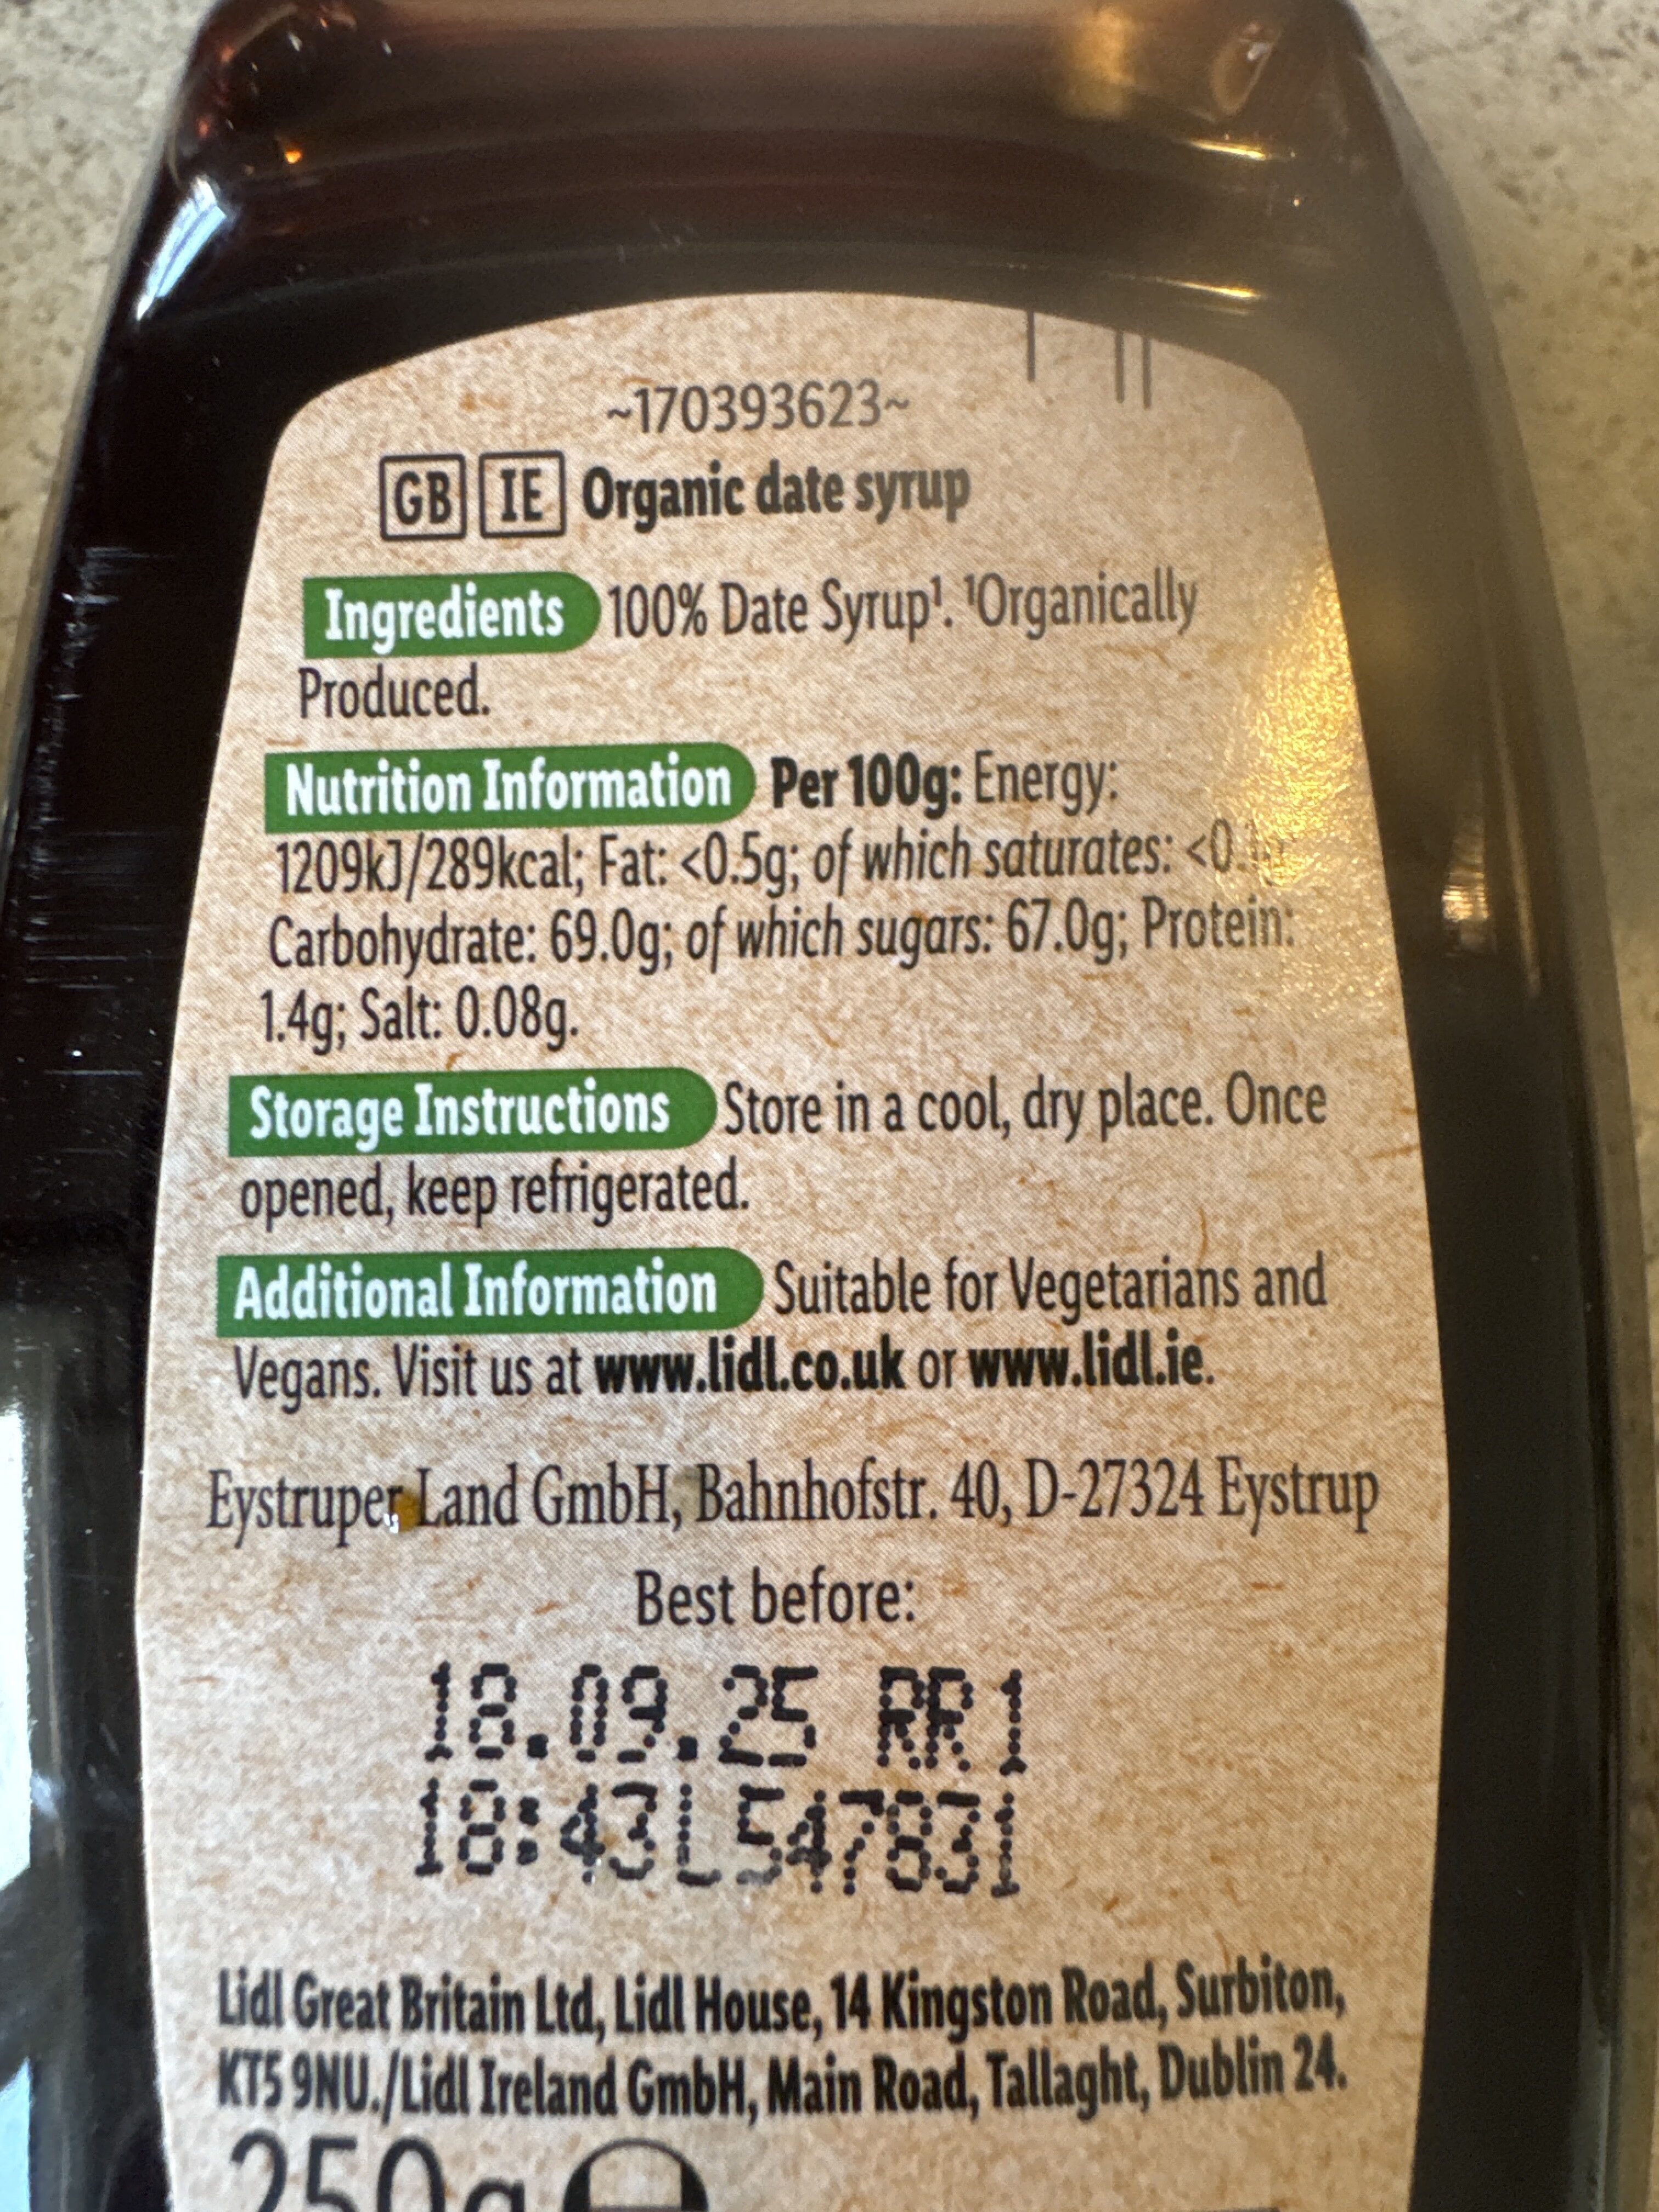 ~170393623~
GB IE Organic date syrup
Ingredients 100% Date Syrup¹. ¹Organically
Produced.
Nutrition Information Per 100g: Energy:
1209kJ/289kcal; Fat: <0.5g; of which saturates:
Carbohydrate: 69.0g; of which sugars: 67.0g; Protein:
1.4g; Salt: 0.08g.
Storage Instructions Store in a cool, dry place. Once
opened, keep refrigerated.
Additional Information Suitable for Vegetarians and
Vegans. Visit us at www.lidl.co.uk or www.lidl.ie.
Eystruper Land GmbH, Bahnhofstr. 40, D-27324 Eystrup
Best before:
18.09.25 RR1
18:43L547831
Lidl Great Britain Ltd, Lidl House, 14 Kingston Road, Surbiton,
KT5 9NU./Lidl Ireland GmbH, Main Road, Tallaght, Dublin 24.
250g